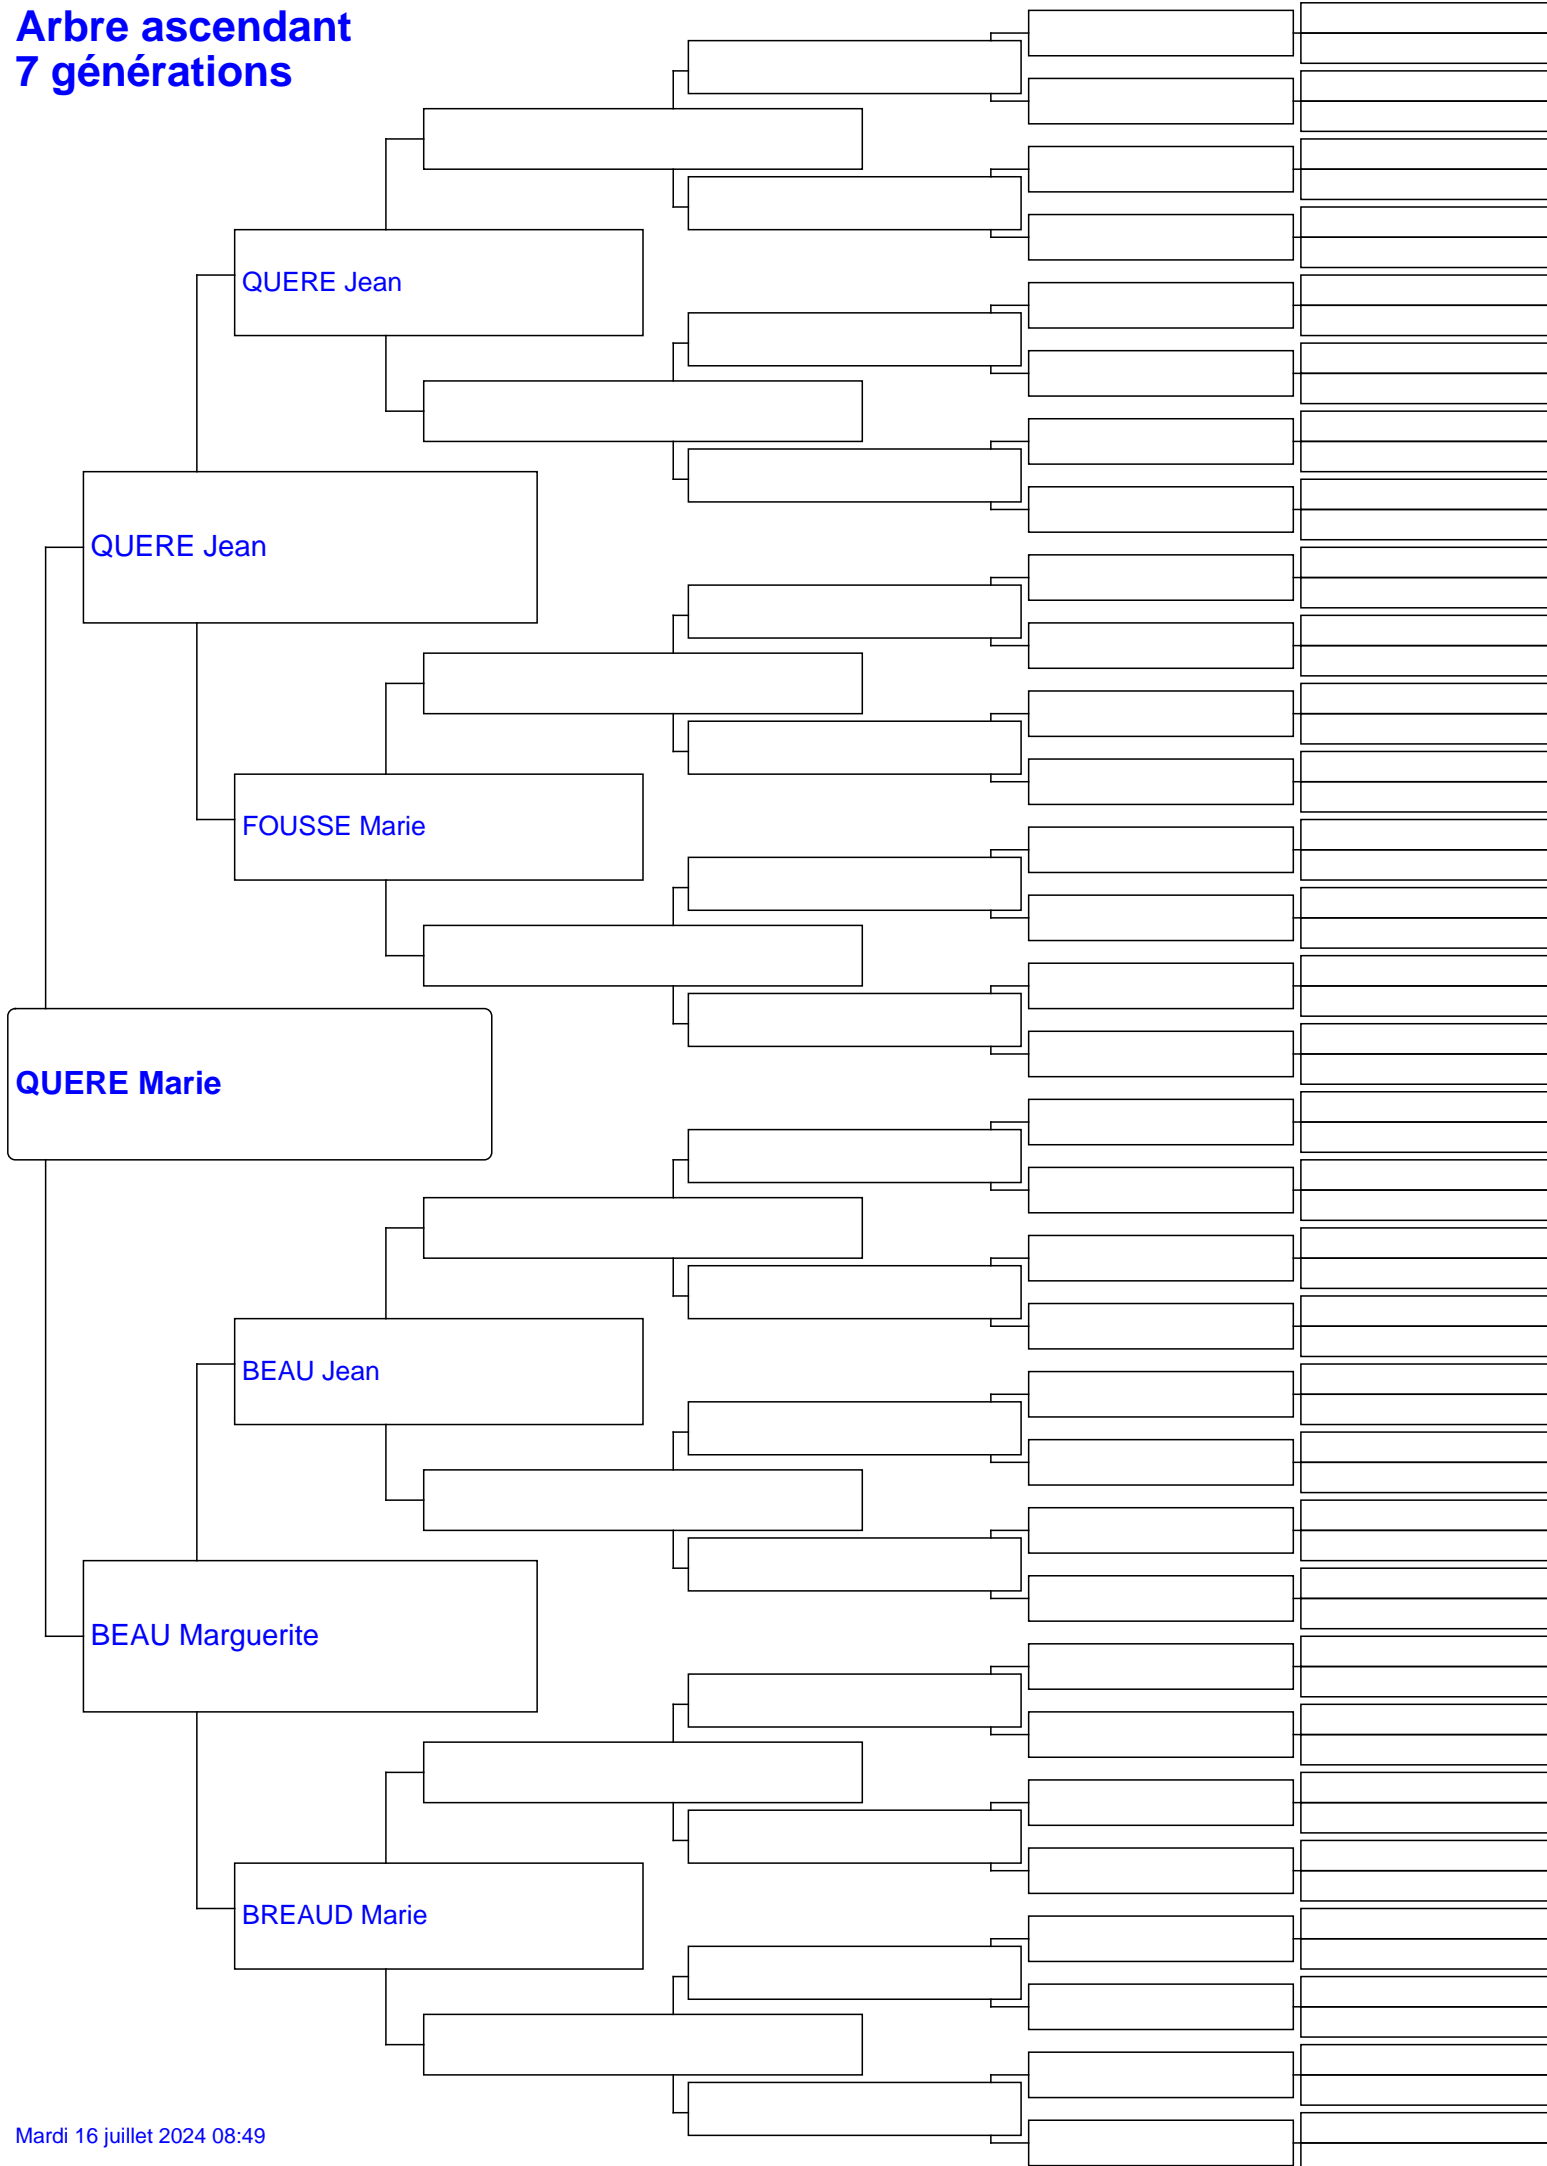 Arbre ascendant
7 générations
QUERE Jean
QUERE Jean
FOUSSE Marie
QUERE Marie
BEAU Jean
BEAU Marguerite
BREAUD Marie
Mardi 16 juillet 2024 08:49